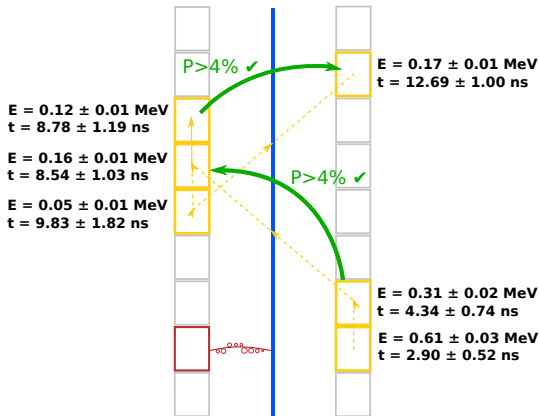 P>4% ✔
E = 0.17 ± 0.01 MeV
t = 12.69 ± 1.00 ns
E = 0.12 ± 0.01 MeV
t = 8.78 ± 1.19 ns
E = 0.16 ± 0.01 MeV
t = 8.54 ± 1.03 ns
P>4% ✔
E = 0.05 ± 0.01 MeV
t = 9.83 ± 1.82 ns
E = 0.31 ± 0.02 MeV
t = 4.34 ± 0.74 ns
E = 0.61 ± 0.03 MeV
t = 2.90 ± 0.52 ns